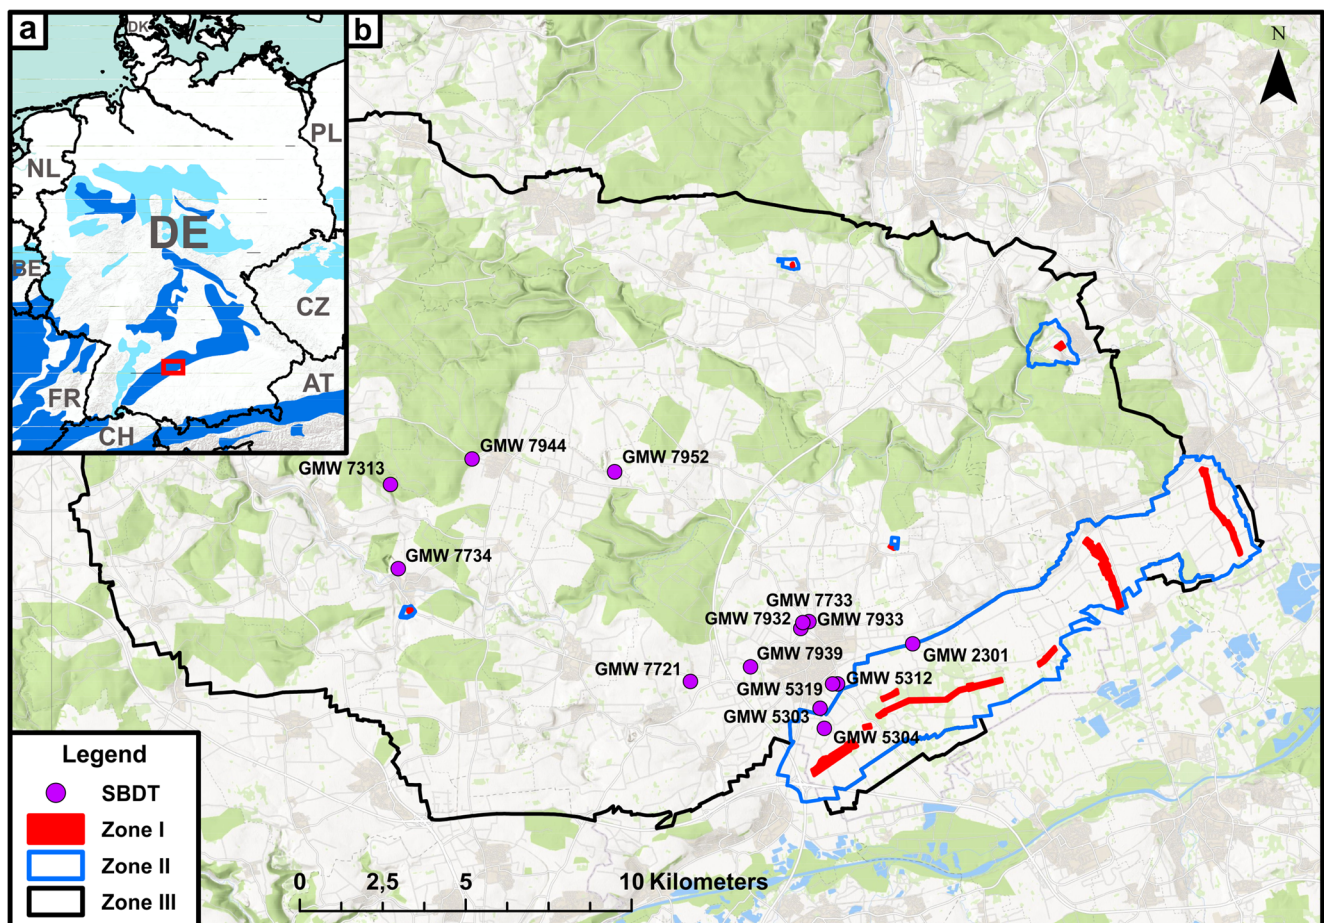 a
b
DK
N
PL
NL
DE
BE
CZ
FR
AT
CH
GMW 7944
GMW 7952
GMW 7313
GMW 7734
GMW 7733
GMW 7932
GMW 7933
GMW 7939
GMW 2301
GMW 7721
GMW 5319
GMW 5312
GMW 5303
GMW 5304
Legend
SBDT
Zone I
Zone II
Zone III
0
2,5
5
10 Kilometers